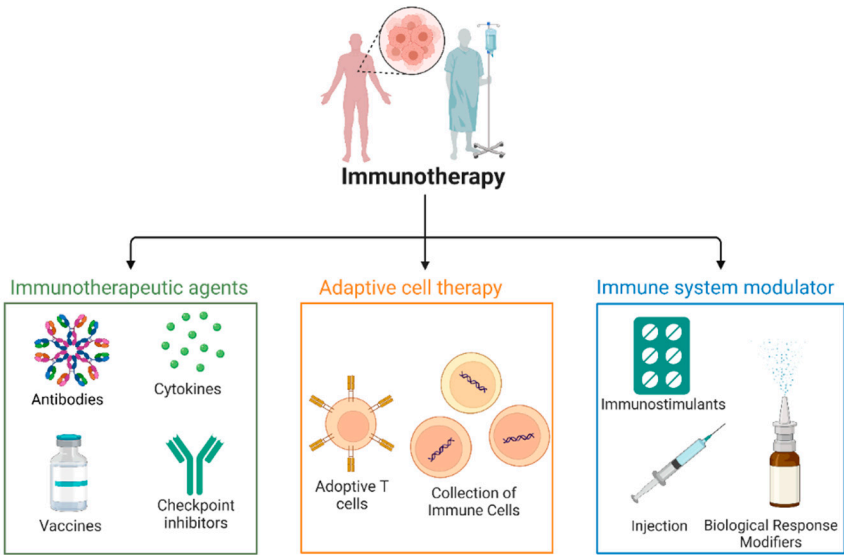 Immunotherapy
Immunotherapeutic agents
Adaptive cell therapy
Immune system modulator
Antibodies
Cytokines
Vaccines
Checkpoint
inhibitors
Adoptive T
cells
Collection of
Immune Cells
Immunostimulants
Injection
Biological Response
Modifiers